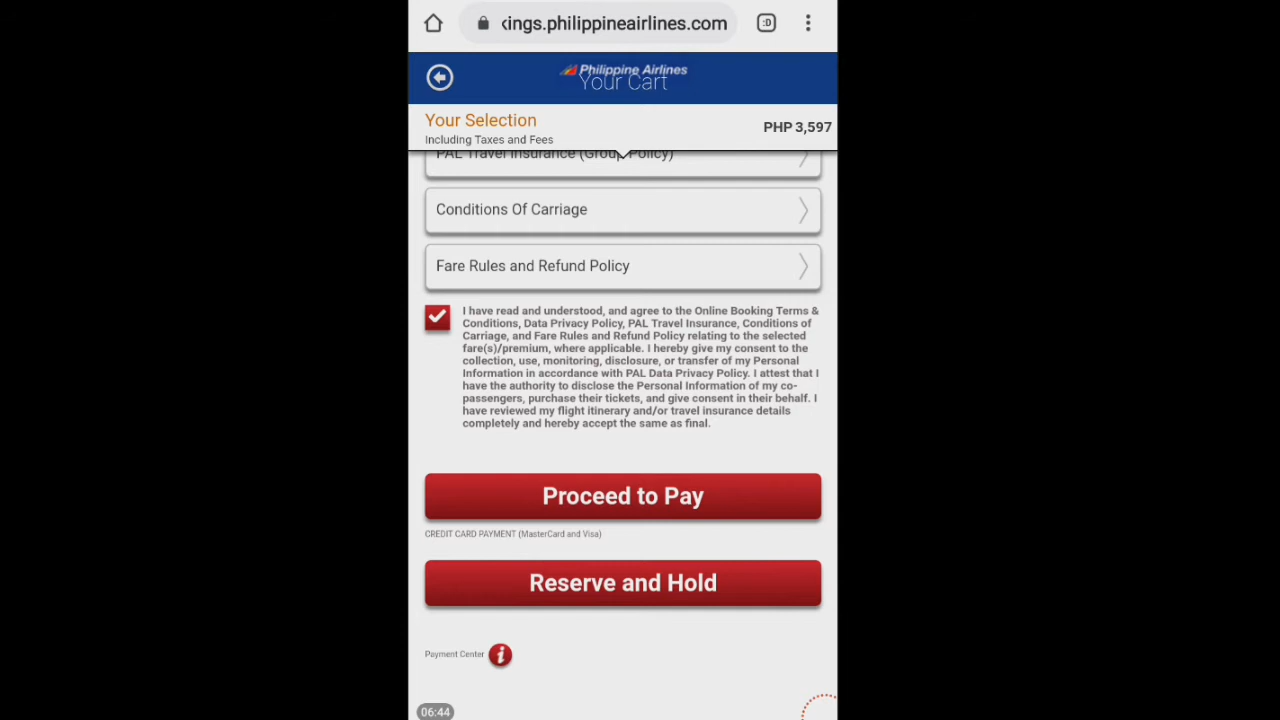 kings.philippineairlines.com
:D
Philippine Airlines
Your Cart
Your Selection
PHP 3,597
Including Taxes and Fees
PAL Travel Insurance (Group Policy)
Conditions Of Carriage
Fare Rules and Refund Policy
I have read and understood, and agree to the Online Booking Terms &
Conditions, Data Privacy Policy, PAL Travel Insurance, Conditions of
Carriage, and Fare Rules and Refund Policy relating to the selected
fare(s)/premium, where applicable. I hereby give my consent to the
collection, use, monitoring, disclosure, or transfer of my Personal
Information in accordance with PAL Data Privacy Policy. I attest that I
have the authority to disclose the Personal Information of my co-
passengers, purchase their tickets, and give consent in their behalf. I
have reviewed my flight itinerary and/or travel insurance details
completely and hereby accept the same as final.
Proceed to Pay
CREDIT CARD PAYMENT (MasterCard and Visa)
Reserve and Hold
Payment Center i
06:44